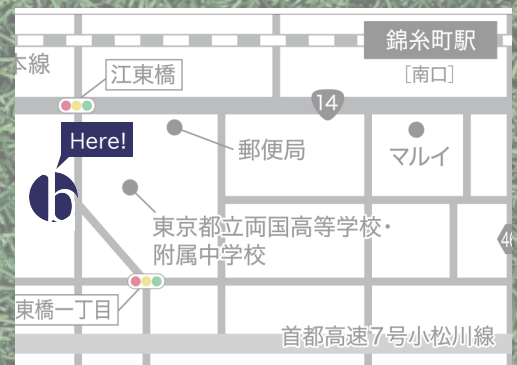 錦糸町駅
本線
[南口]
江東橋
14
Here!
郵便局
マルイ
b
東京都立両国高等学校・
附属中学校
東橋一丁目
首都高速7号小松川線